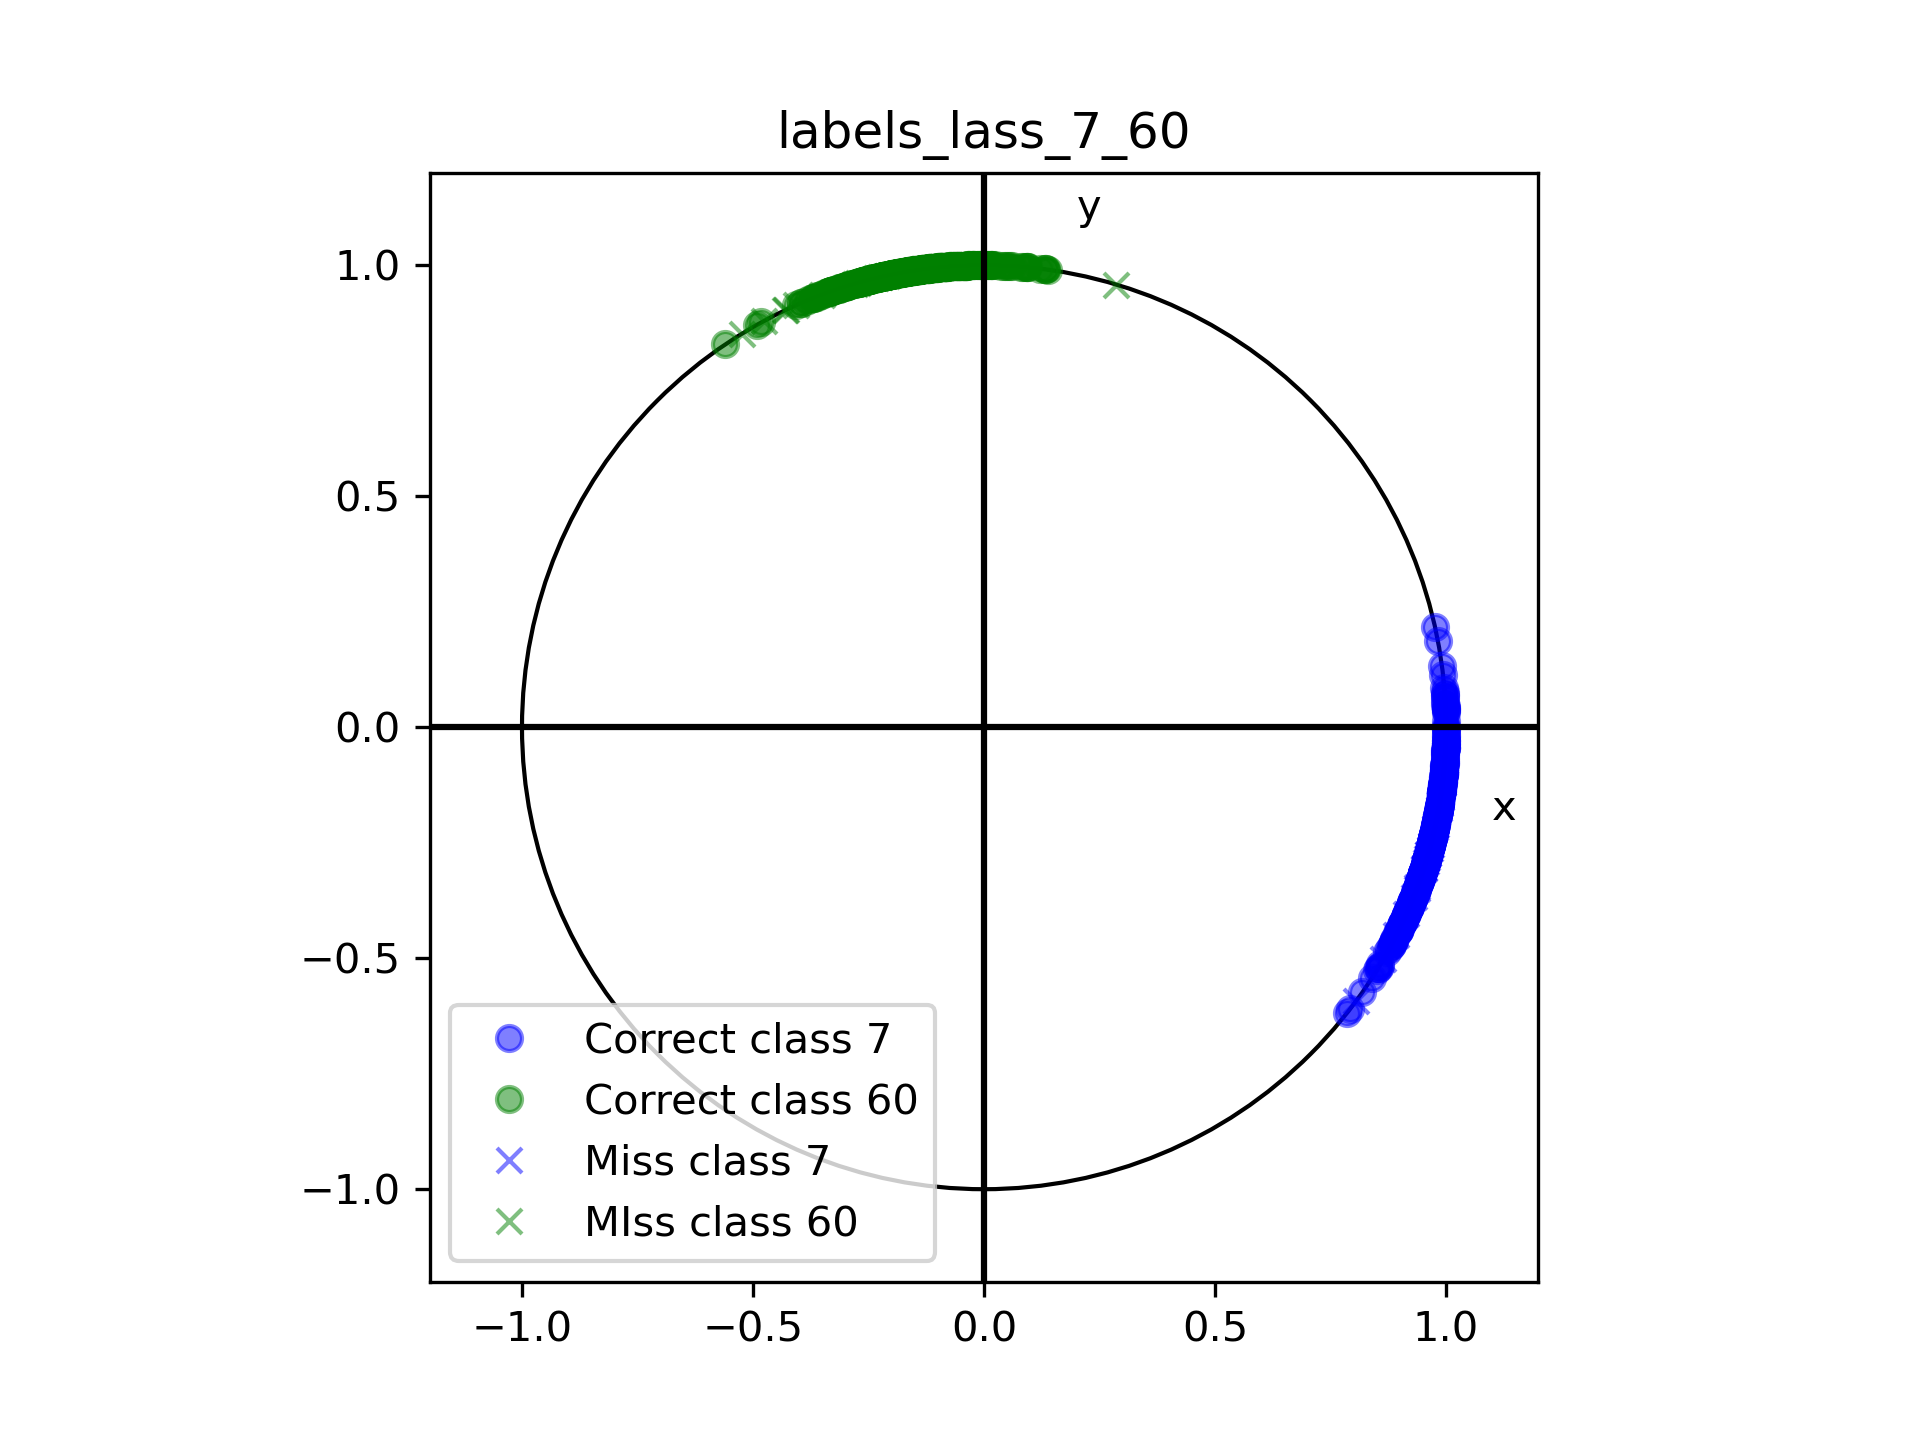 labels_lass_7_60
y
1.0
0.5
0.0
−0.5
−1.0
x
Correct class 7
Correct class 60
Miss class 7
MIss class 60
−1.0 −0.5 0.0 0.5 1.0